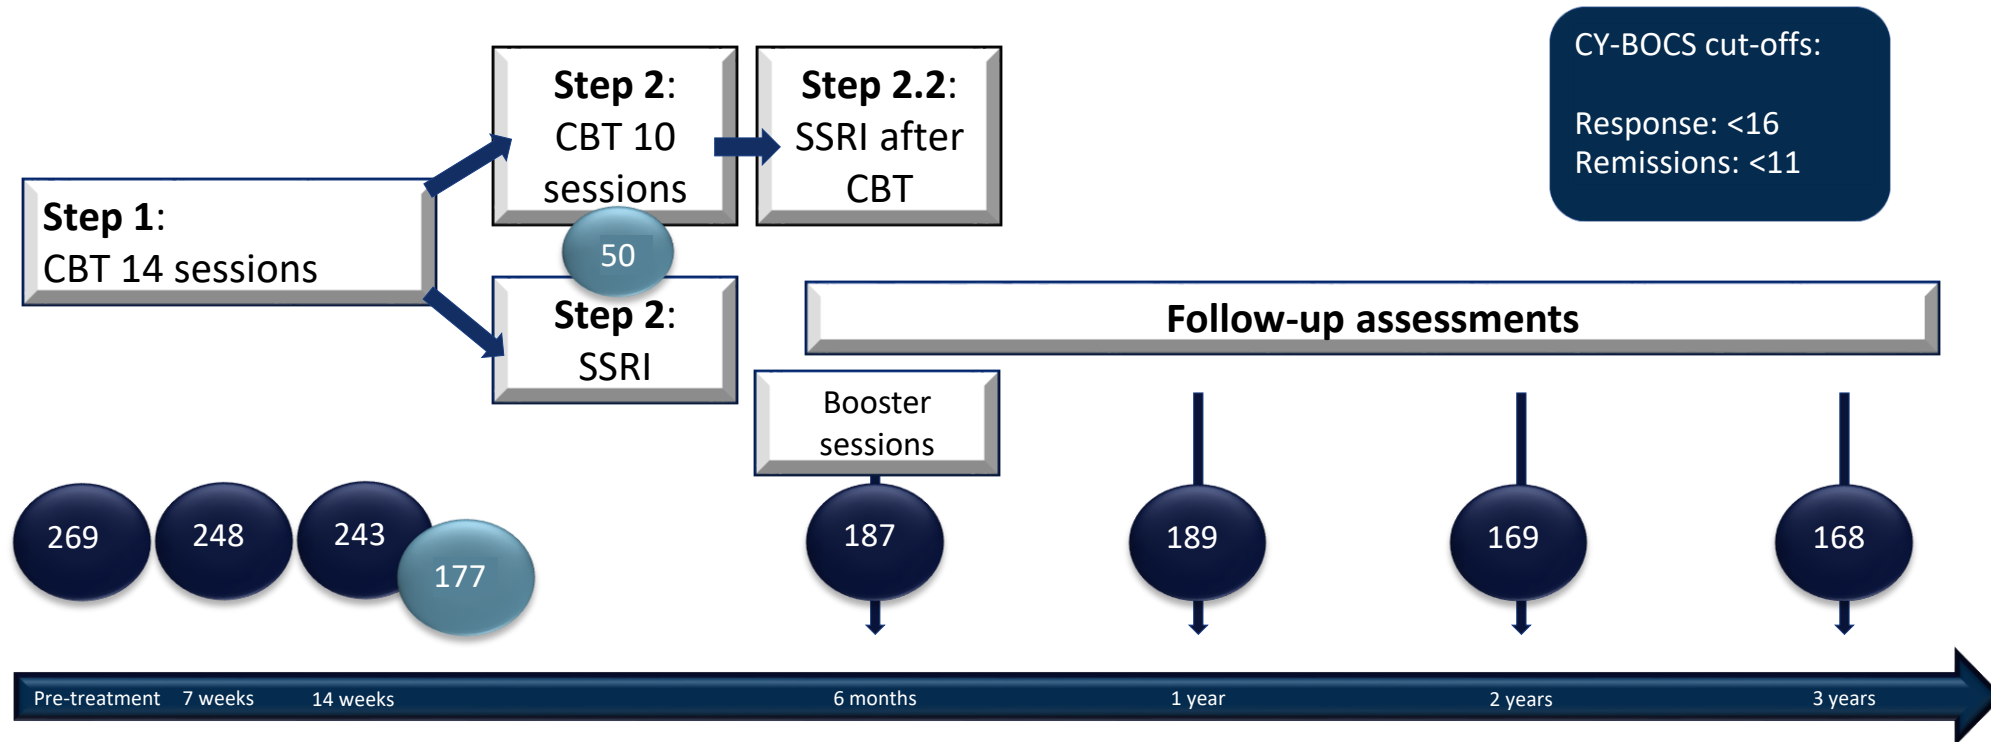 CY-BOCS cut-offs:
Response: <16
Remissions: <11
Step 1:
CBT 14 sessions
Step 2:
CBT 10
sessions
50
Step 2.2:
SSRI after
CBT
Step 2:
SSRI
Follow-up assessments
Booster
sessions
269
248
243
177
187
189
169
168
Pre-treatment
7 weeks
14 weeks
6 months
1 year
2 years
3 years